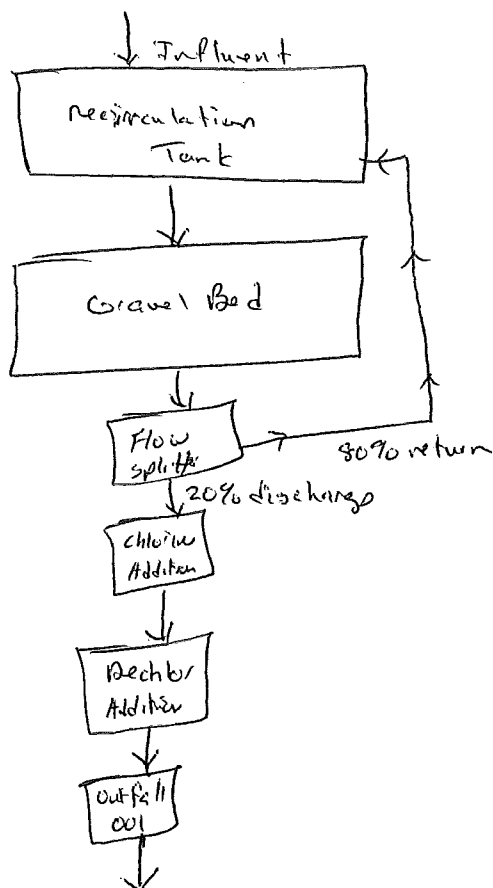 Influent
Recirculation
Tank
Gravel Bed
Flow
Splitter
80% return
20% discharge
Chlorine
Addition
Dechlor
Addition
Outfall
001